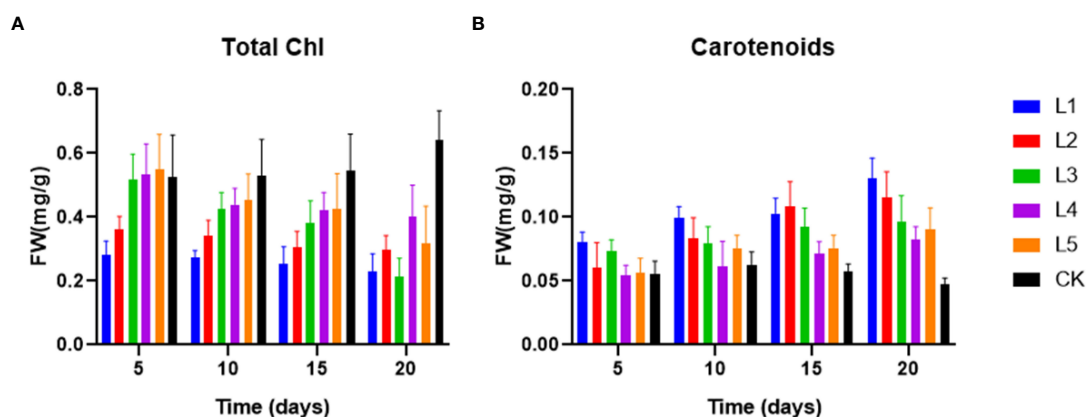 A
Total Chl
FW(mg/g)
0.8
0.6
0.4
0.2
0.0
5 10 15 20
Time (days)
B
Carotenoids
FW(mg/g)
0.20
0.15
0.10
0.05
0.00
5 10 15 20
Time (days)
L1
L2
L3
L4
L5
CK